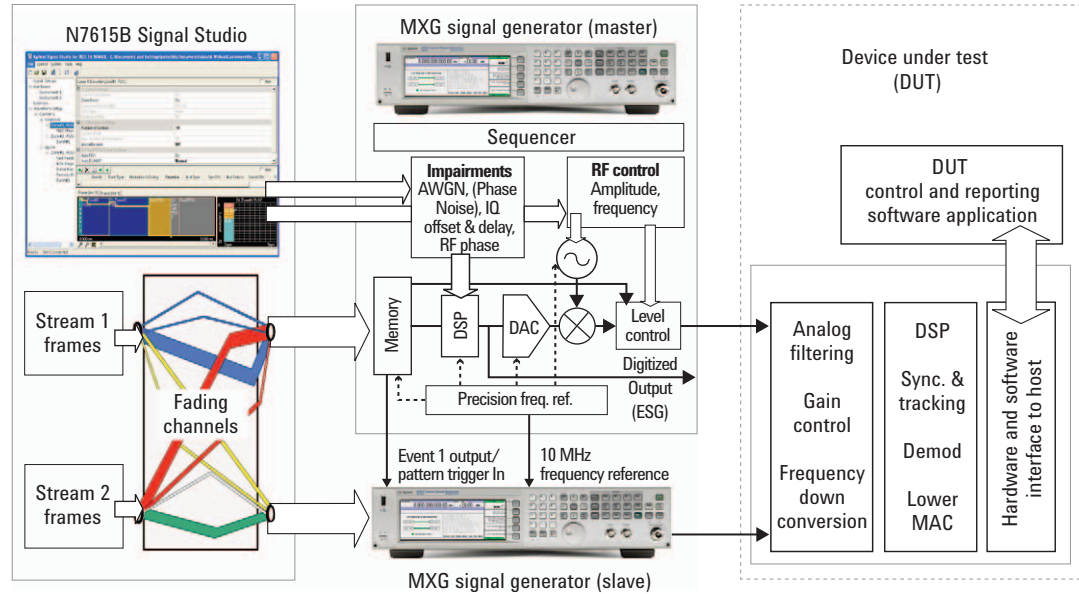 N7615B Signal Studio
MXG signal generator (master)
Sequencer
Impairments
AWGN, (Phase
Noise), IQ
offset & delay,
RF phase
RF control
Amplitude,
frequency
Stream 1
frames
Fading
channels
Stream 2
frames
Memory
DSP
DAC
Level
control
Digitized
Output
(ESG)
Precision freq. ref.
Event 1 output/
pattern trigger In
10 MHz
frequency reference
MXG signal generator (slave)
Device under test
(DUT)
DUT
control and reporting
software application
Analog
filtering
Gain
control
Frequency
down
conversion
DSP
Sync. &
tracking
Demod
Lower
MAC
Hardware and software
interface to host